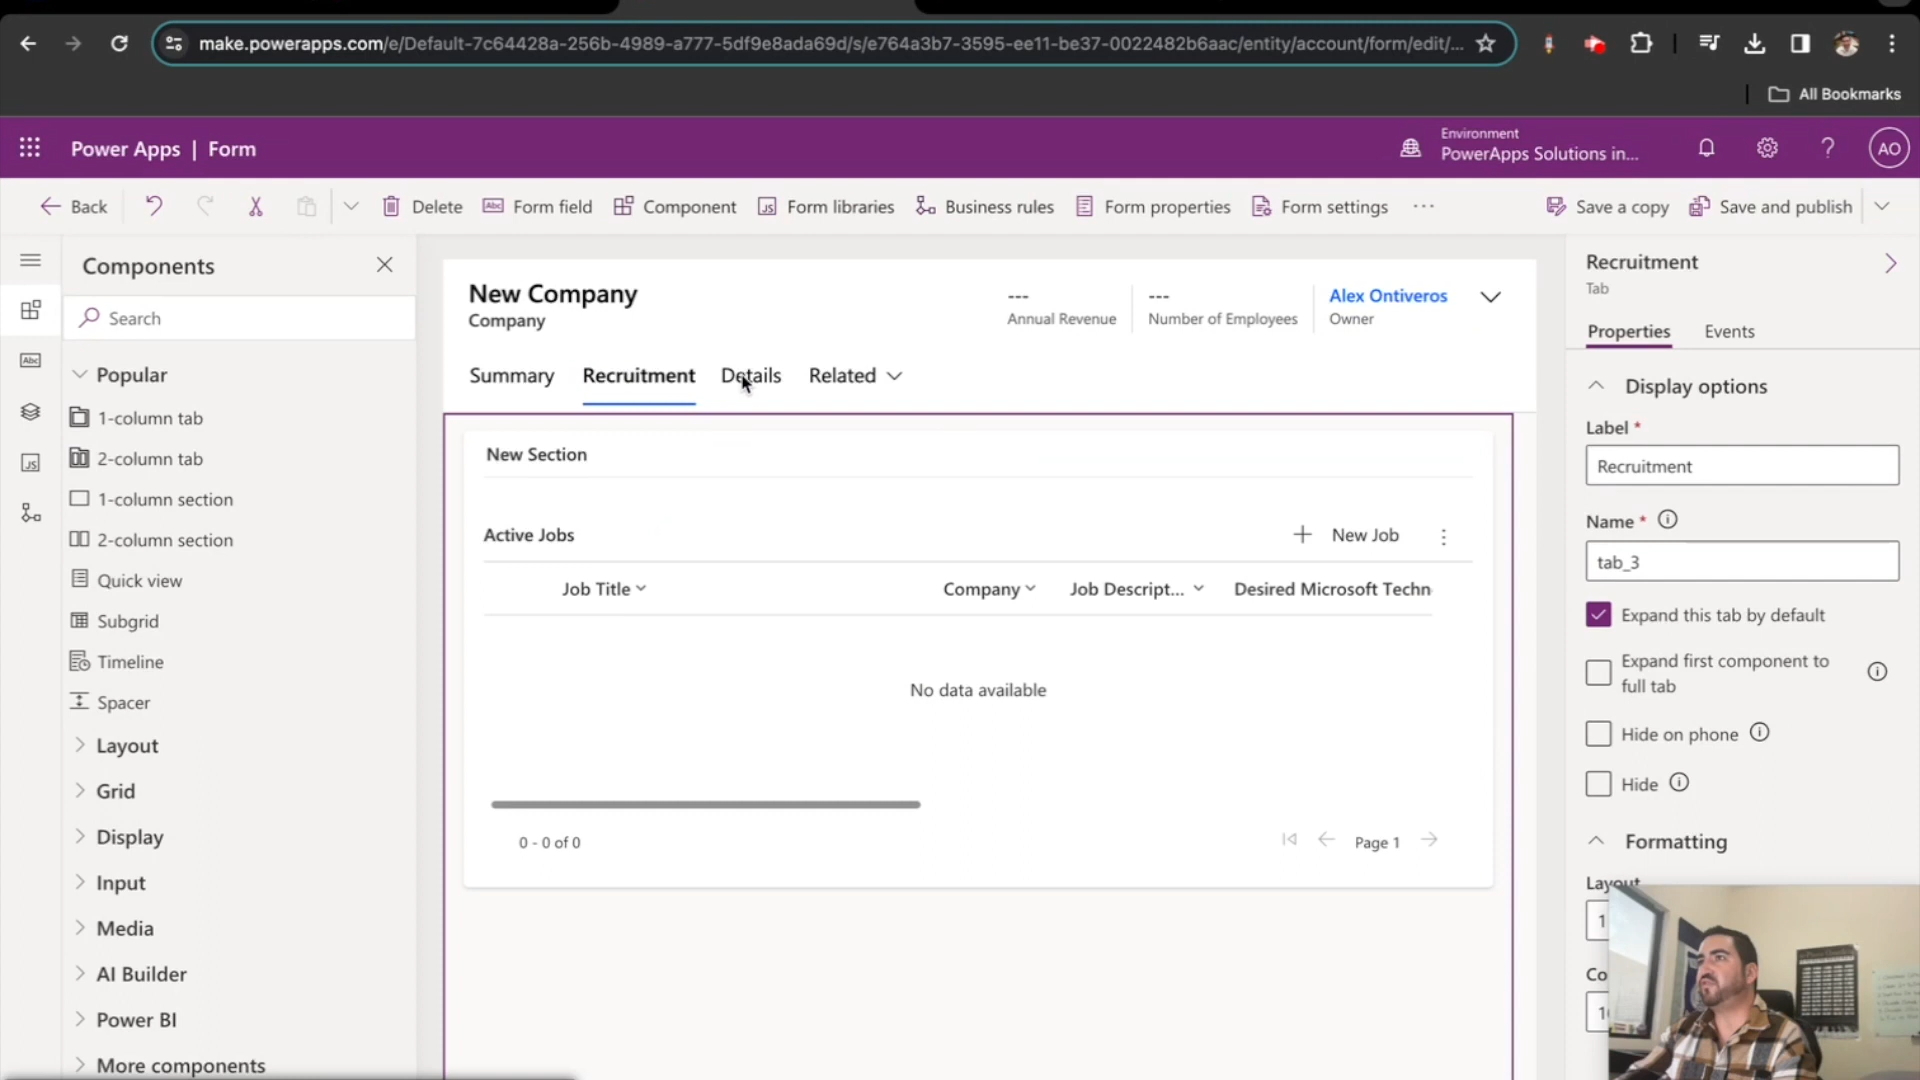 make.powerapps.com/e/Default-7c64428a-256b-4989-a777-5df9e8ada69d/s/e764a3b7-3595-ee11-be37-0022482b6aac/entity/account/form/edit/...
All Bookmarks
Power Apps | Form
Environment
PowerApps Solutions in...
AO
Back
Delete
Form field
Component
Form libraries
Business rules
Form properties
Form settings
Save a copy
Save and publish
Components
Search
Popular
1-column tab
2-column tab
1-column section
2-column section
Quick view
Subgrid
Timeline
Spacer
Layout
Grid
Display
Input
Media
AI Builder
Power BI
More components
New Company
Company
---
Annual Revenue
---
Number of Employees
Alex Ontiveros
Owner
Summary
Recruitment
Details
Related
New Section
Active Jobs
New Job
Job Title
Company
Job Descript...
Desired Microsoft Techn
No data available
0 - 0 of 0
Page 1
Recruitment
Tab
Properties
Events
Display options
Label *
Recruitment
Name *
tab_3
Expand this tab by default
Expand first component to
full tab
Hide on phone
Hide
Formatting
Layout